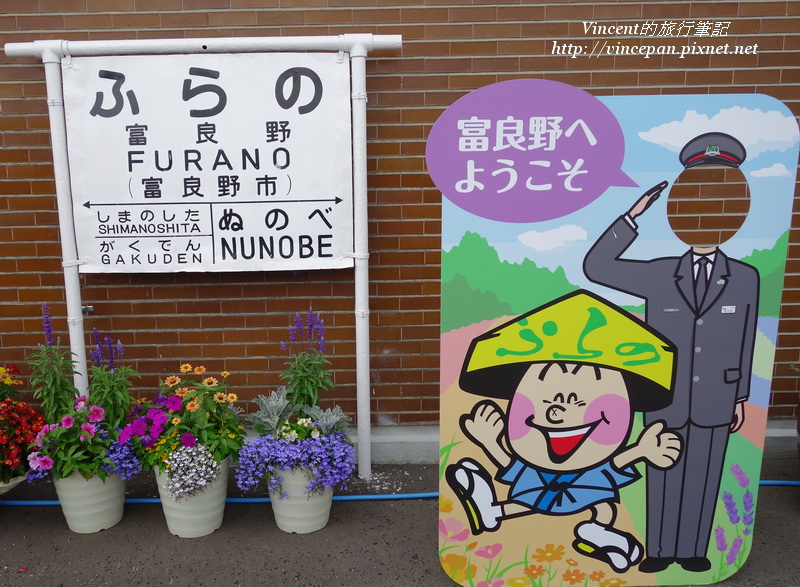 Vincent的旅行筆記
http://vincepan.pixnet.net
ふらの
富良野
FURANO
(富良野市)
しまのした
SHIMANOSHITA
がくでん
GAKUDEN
ぬのべ
NUNOBE
富良野へ
ようこそ
ふらの